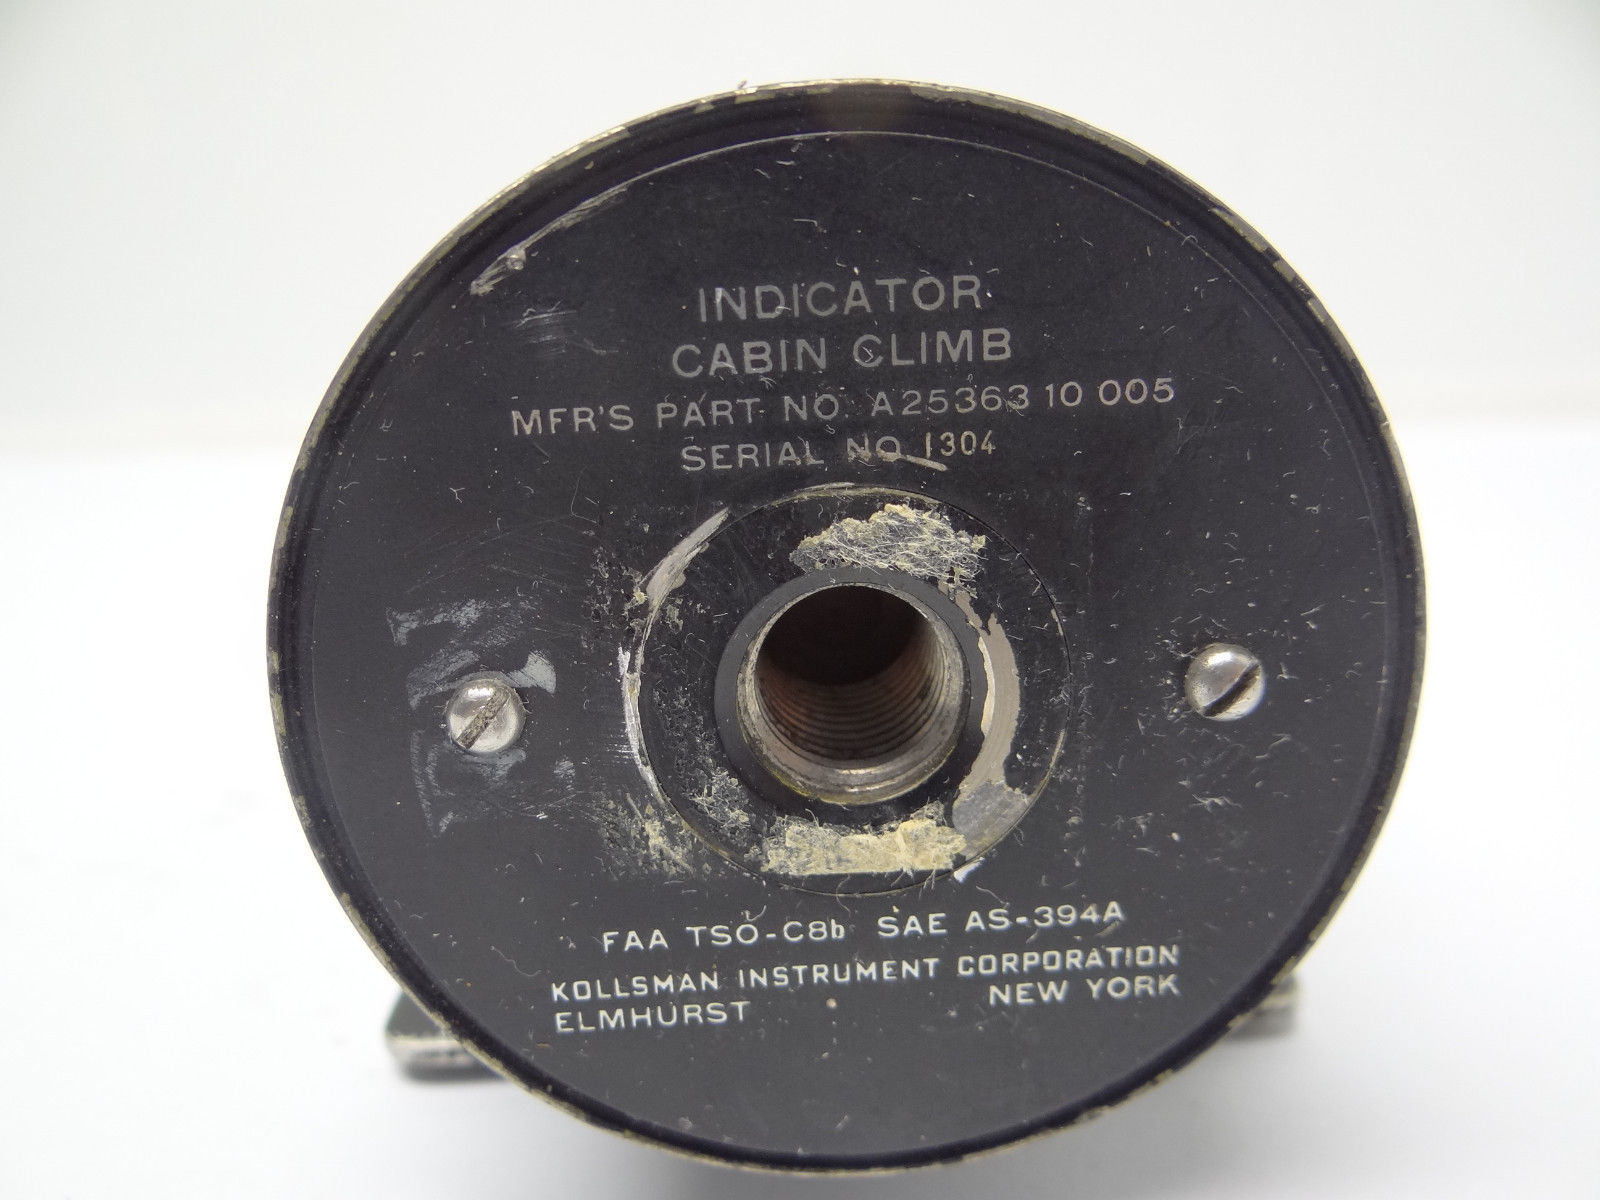 INDICATOR
CABIN CLIMB
MFR'S PART NO. A25363 10 005
SERIAL NO. 1304
FAA TSO-C8b SAE AS-394A
KOLLSMAN INSTRUMENT CORPORATION
ELMHURST NEW YORK